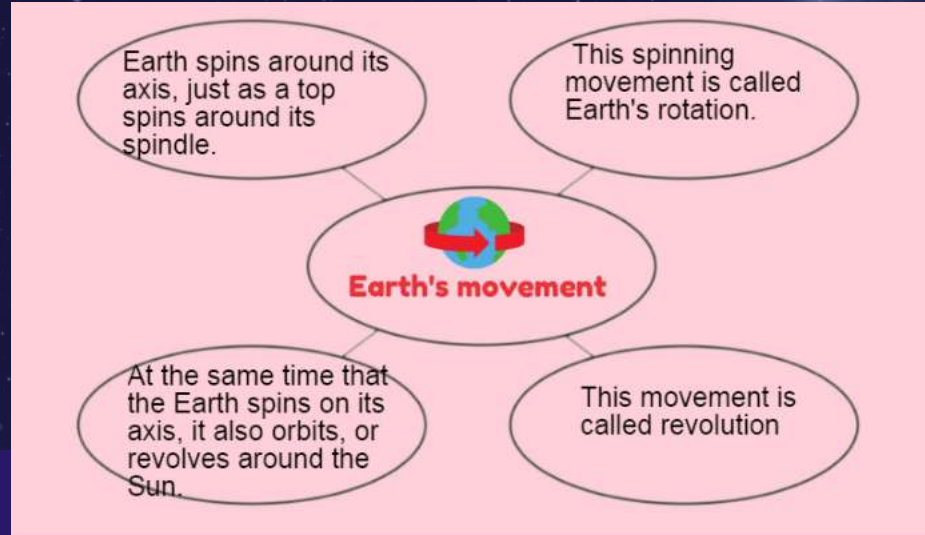 Earth spins around its
axis, just as a top
spins around its
spindle.
This spinning
movement is called
Earth's rotation.
Earth's movement
At the same time that
the Earth spins on its
axis, it also orbits, or
revolves around the
Sun.
This movement is
called revolution